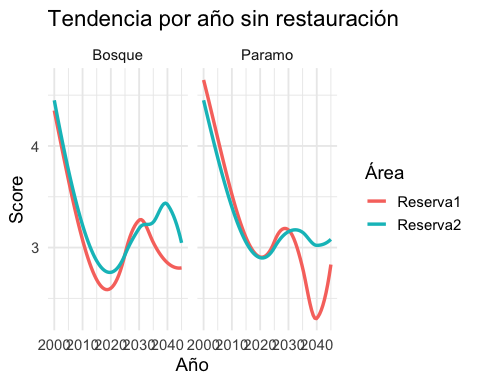 Tendencia por año sin restauración
Bosque Paramo
4
3
Score
2000 2010 2020 2030 2040 2000 2010 2020 2030 2040
Año
Área
Reserva1
Reserva2